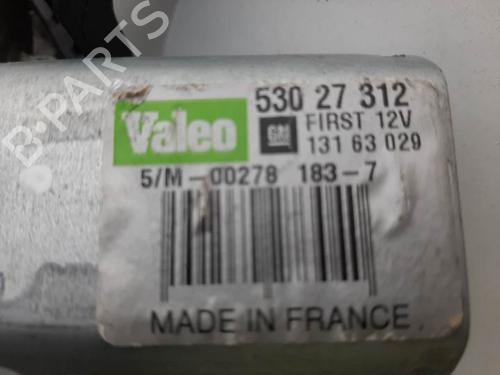 B-PARTS
Valeo
530 27 312
GM
FIRST 12V
131 63 029
5/M-00278 183-7
MADE IN FRANCE